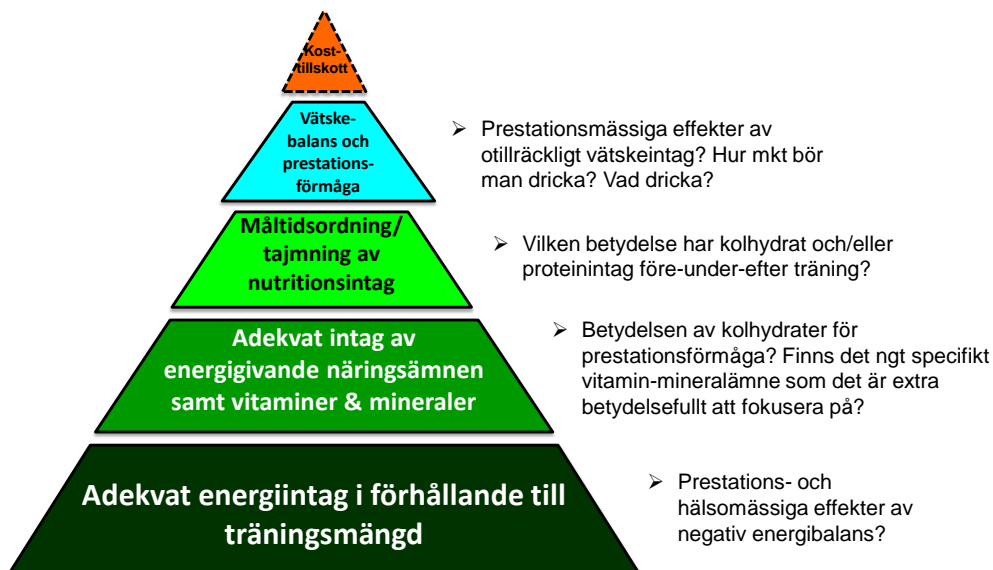 Kost-
tillskott
Vätske-
balans och
prestations-
förmåga
➢ Prestationsmässiga effekter av
otillräckligt vätskeintag? Hur mkt bör
man dricka? Vad dricka?
Måltidsordning/
tajmning av
nutritionsintag
➢ Vilken betydelse har kolhydrat och/eller
proteinintag före-under-efter träning?
Adekvat intag av
energigivande näringsämnen
samt vitaminer & mineraler
➢ Betydelsen av kolhydrater för
prestationsförmåga? Finns det ngt specifikt
vitamin-mineralämne som det är extra
betydelsefullt att fokusera på?
Adekvat energiintag i förhållande till
träningsmängd
➢ Prestations- och
hälsomässiga effekter av
negativ energibalans?